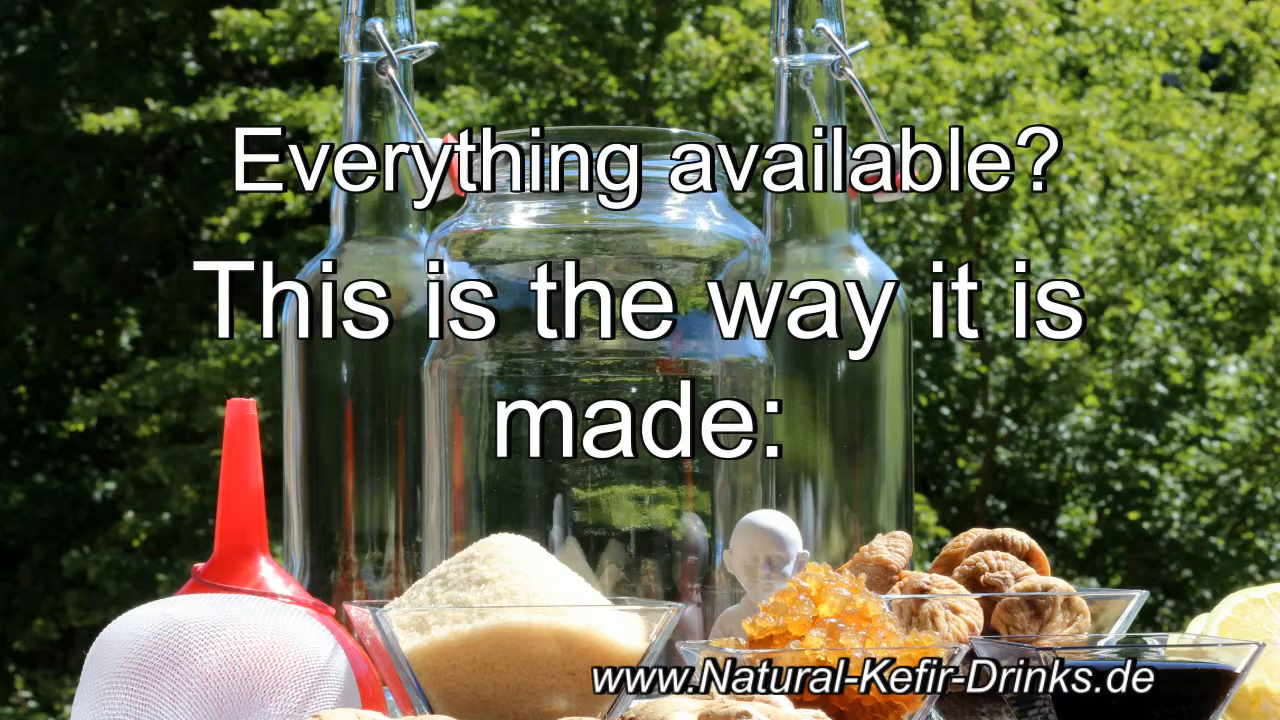 Everything available?
This is the way it is
made:
www.Natural-Kefir-Drinks.de